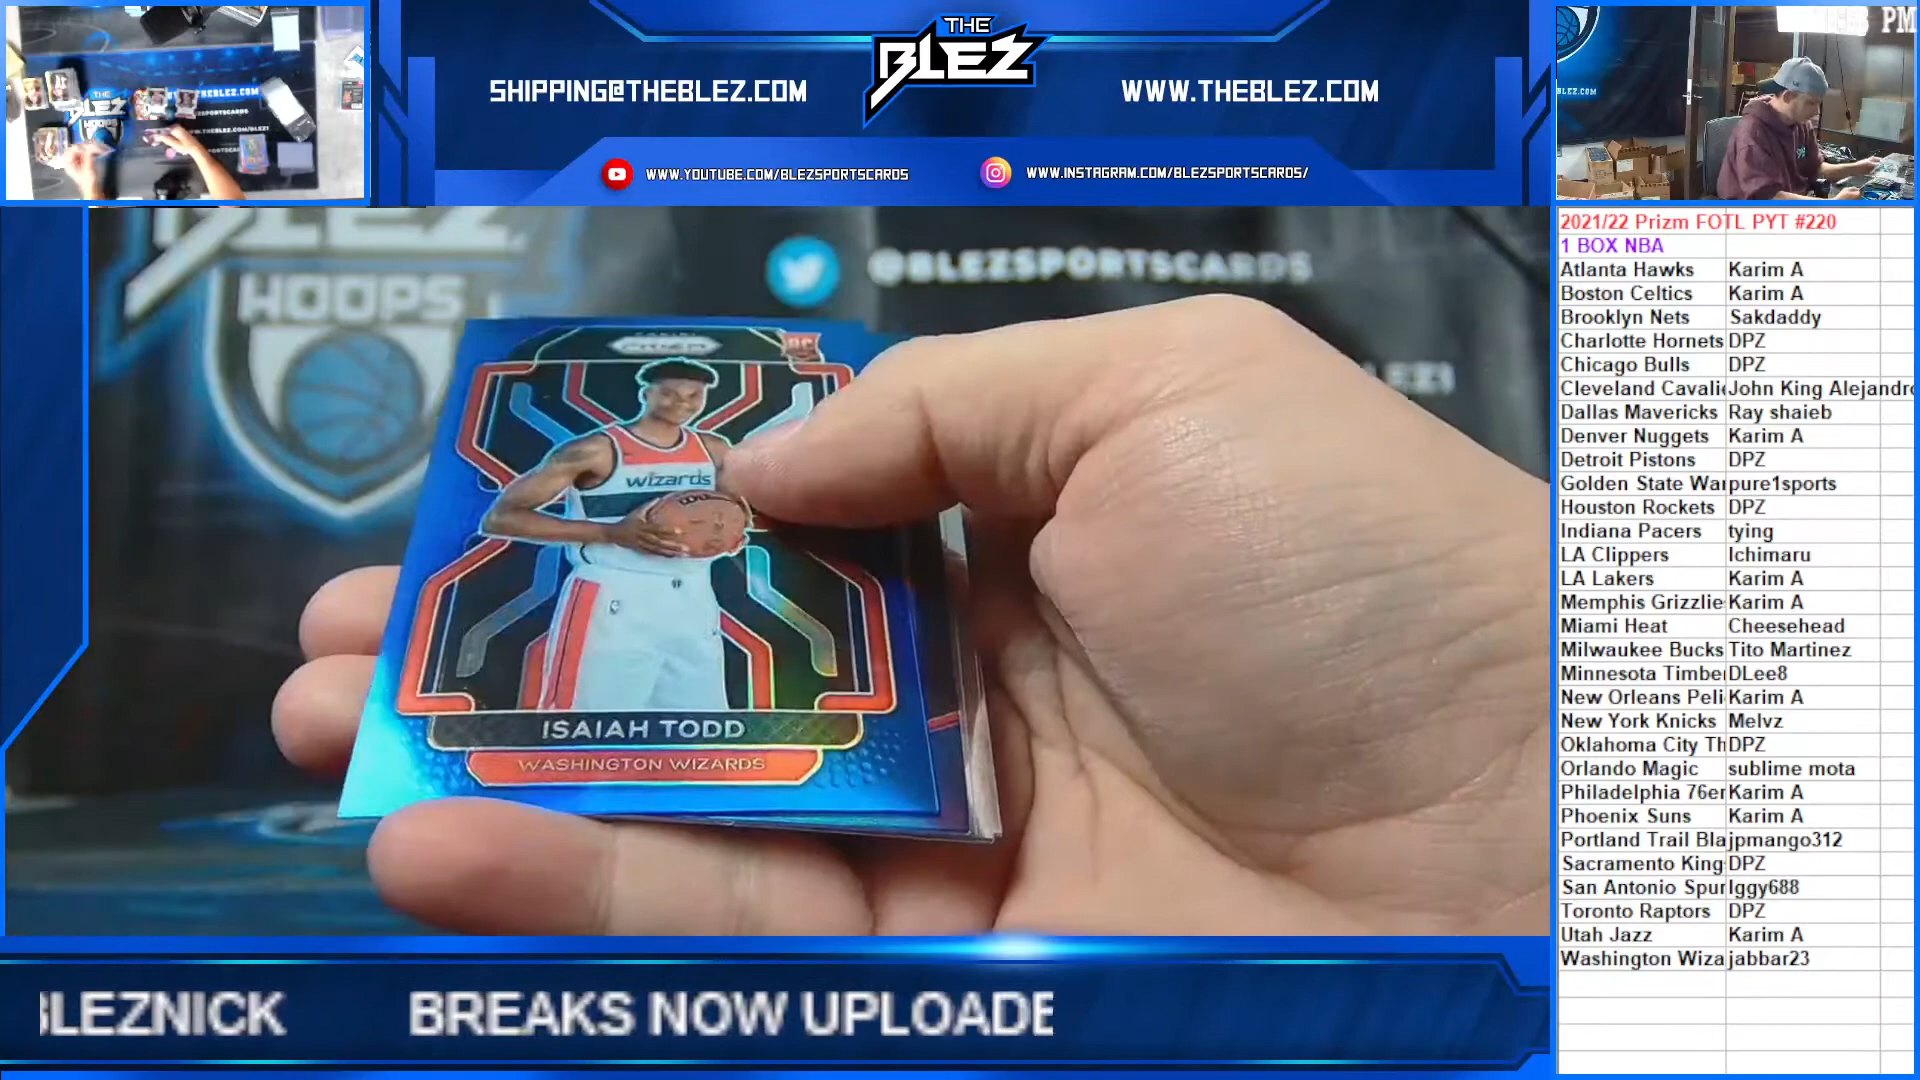 THE
BLEZ
SHIPPING@THEBLEZ.COM
WWW.THEBLEZ.COM
WWW.YOUTUBE.COM/BLEZSPORTSCARDS
WWW.INSTAGRAM.COM/BLEZSPORTSCARDS/
PM
BLEZ
HOOPS
@BLEZSPORTSCARDS
PRIZM
RC
wizards
ISAIAH TODD
WASHINGTON WIZARDS
2021/22 Prizm FOTL PYT #220
1 BOX NBA
Atlanta Hawks Karim A
Boston Celtics Karim A
Brooklyn Nets Sakdaddy
Charlotte Hornets DPZ
Chicago Bulls DPZ
Cleveland Cavalie John King Alejandro
Dallas Mavericks Ray shaieb
Denver Nuggets Karim A
Detroit Pistons DPZ
Golden State War pure1sports
Houston Rockets DPZ
Indiana Pacers tying
LA Clippers Ichimaru
LA Lakers Karim A
Memphis Grizzlie Karim A
Miami Heat Cheesehead
Milwaukee Bucks Tito Martinez
Minnesota Timbe DLee8
New Orleans Peli Karim A
New York Knicks Melvz
Oklahoma City Th DPZ
Orlando Magic sublime mota
Philadelphia 76er Karim A
Phoenix Suns Karim A
Portland Trail Bla jpmango312
Sacramento King DPZ
San Antonio Spur Iggy688
Toronto Raptors DPZ
Utah Jazz Karim A
Washington Wiza jabbar23
BLEZNICK BREAKS NOW UPLOADE